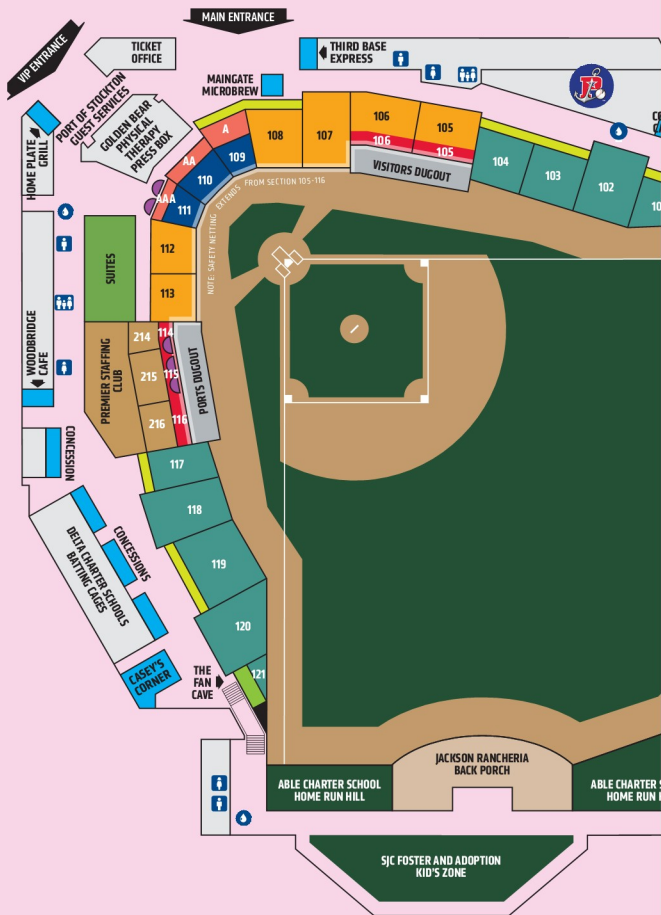 MAIN ENTRANCE
VIP ENTRANCE
TICKET
OFFICE
THIRD BASE
EXPRESS
MAINGATE
MICROBREW
PORT OF STOCKTON
GUEST SERVICES
GOLDEN BEAR
PHYSICAL
THERAPY
PRESS BOX
HOME PLATE
GRILL
A
AA
AAA
108
107
106
105
106
105
VISITORS DUGOUT
104
103
102
109
110
111
NOTE: SAFETY NETTING EXTENDS FROM SECTION 105-116
112
113
SUITES
WOODBRIDGE
CAFE
PREMIER STAFFING
CLUB
214
215
216
114
115
116
PORTS DUGOUT
CONCESSION
117
118
119
120
121
DELTA CHARTER SCHOOLS
BATTING CAGES
CONCESSIONS
CASEY'S
CORNER
THE
FAN
CAVE
ABLE CHARTER SCHOOL
HOME RUN HILL
JACKSON RANCHERIA
BACK PORCH
ABLE CHARTER
HOME RUN
SJC FOSTER AND ADOPTION
KID'S ZONE